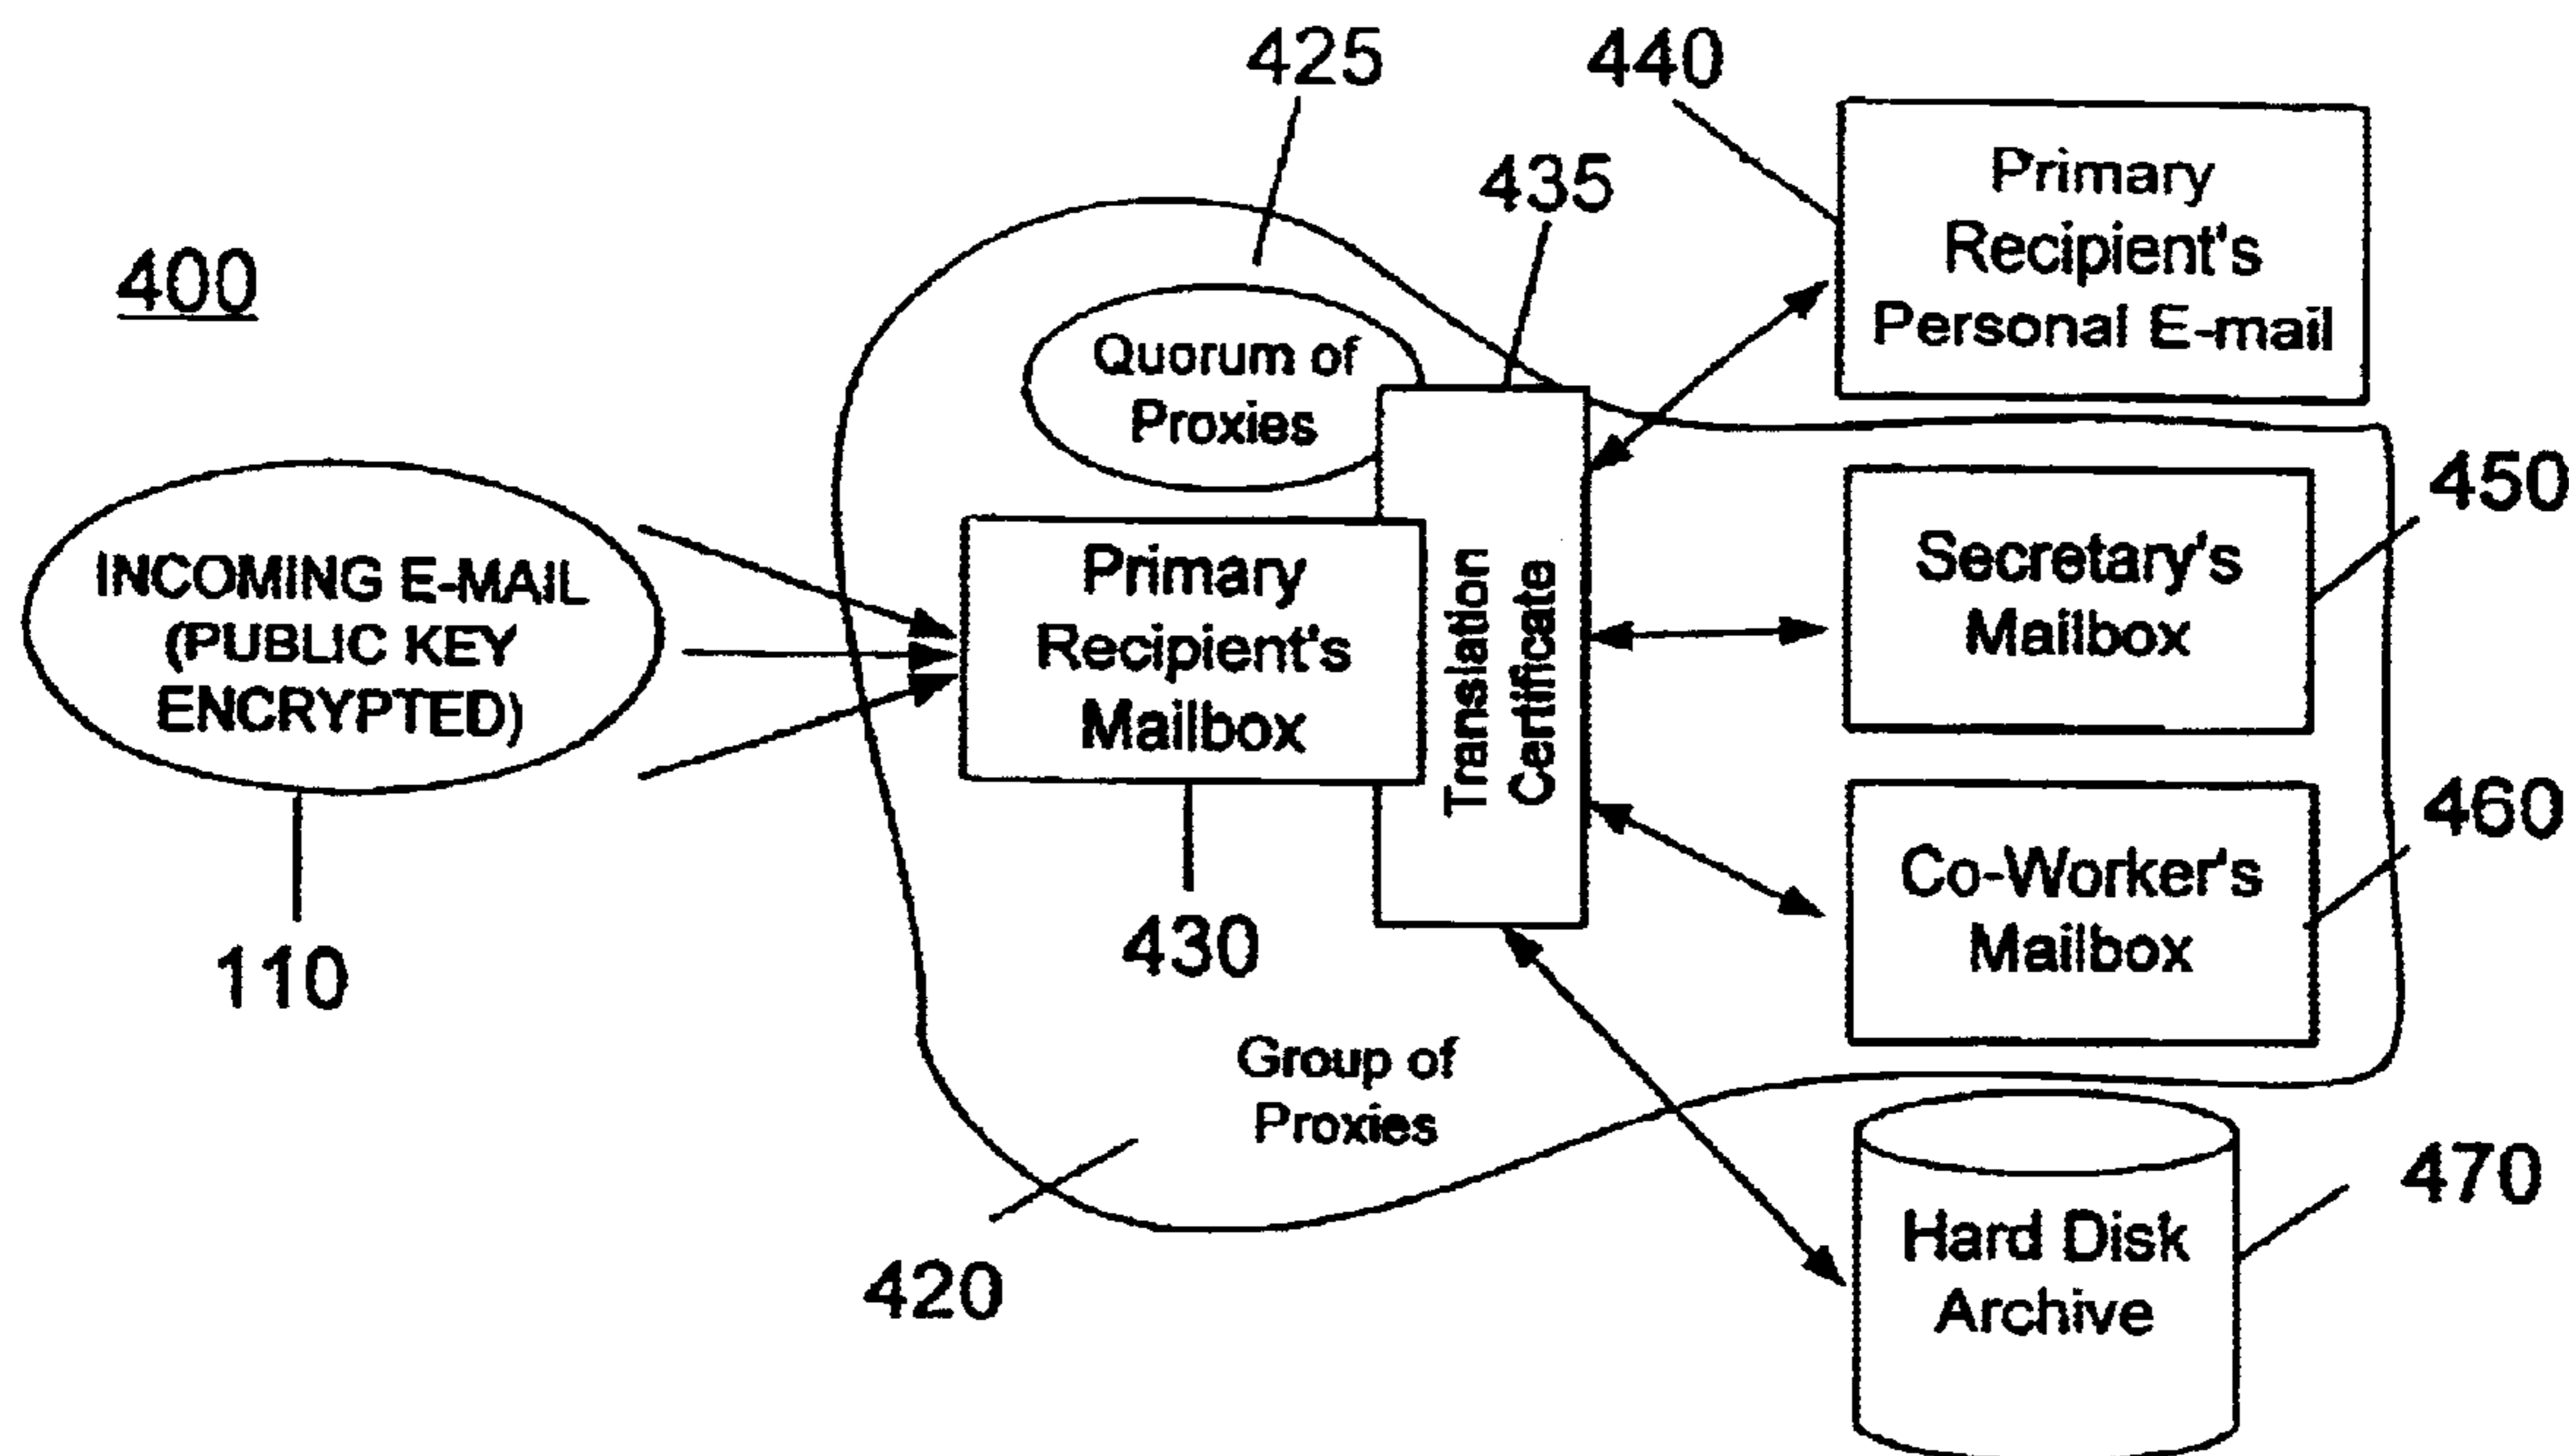 425
440
435
400
Primary
Recipient's
Personal E-mail
Quorum of
Proxies
INCOMING E-MAIL
(PUBLIC KEY
ENCRYPTED)
Primary
Recipient's
Mailbox
Translation
Certificate
450
Secretary's
Mailbox
460
Co-Worker's
Mailbox
110
430
Group of
Proxies
420
470
Hard Disk
Archive